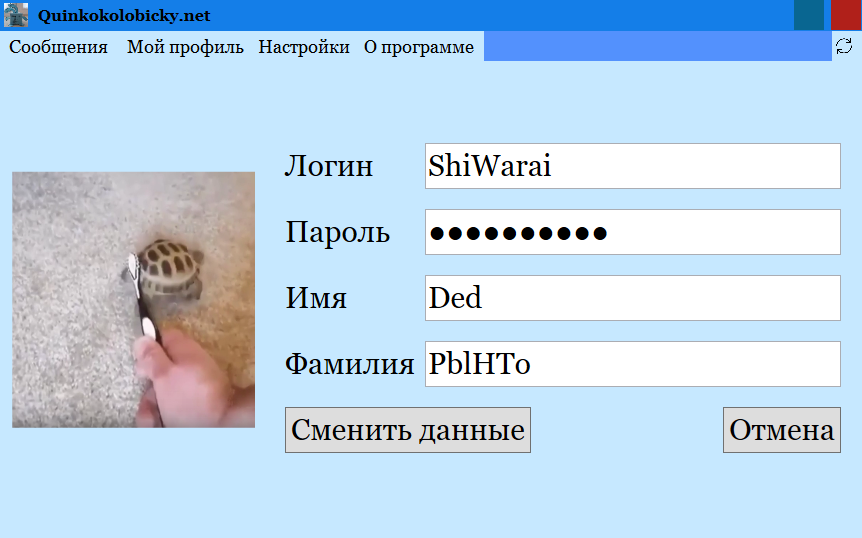 Quinkokolobicky.net
Сообщения Мой профиль Настройки О программе
Логин ShiWarai
Пароль ●●●●●●●●●●
Имя Ded
Фамилия PblHTo
Сменить данные Отмена